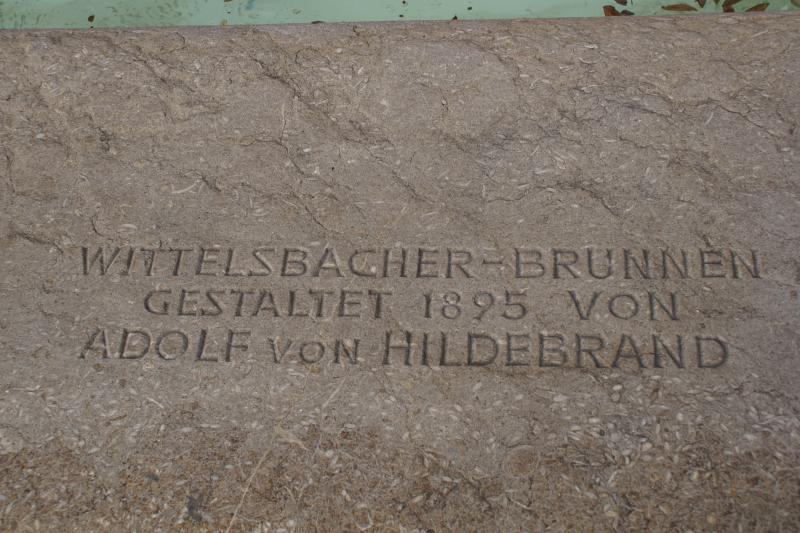 WITTELSBACHER-BRUNNEN
GESTALTET 1895 VON
ADOLF VON HILDEBRAND